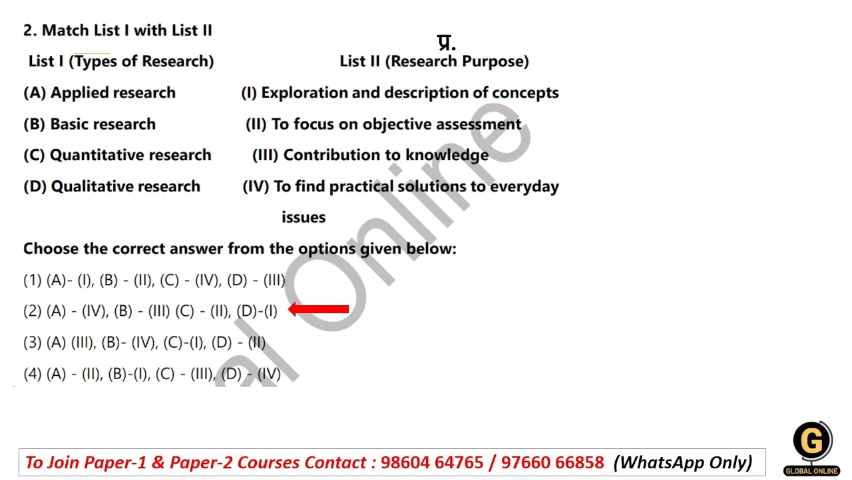 2. Match List I with List II
प्र.
List I (Types of Research) List II (Research Purpose)
(A) Applied research (I) Exploration and description of concepts
(B) Basic research (II) To focus on objective assessment
(C) Quantitative research (III) Contribution to knowledge
(D) Qualitative research (IV) To find practical solutions to everyday
issues
Choose the correct answer from the options given below:
(1) (A)- (I), (B) - (II), (C) - (IV), (D) - (III)
(2) (A) - (IV), (B) - (III) (C) - (II), (D)-(I)
(3) (A) (III), (B)- (IV), (C)-(I), (D) - (II)
(4) (A) - (II), (B)-(I), (C) - (III), (D) - (IV)
al Online
To Join Paper-1 & Paper-2 Courses Contact : 98604 64765 / 97660 66858 (WhatsApp Only)
G
GLOBAL ONLINE